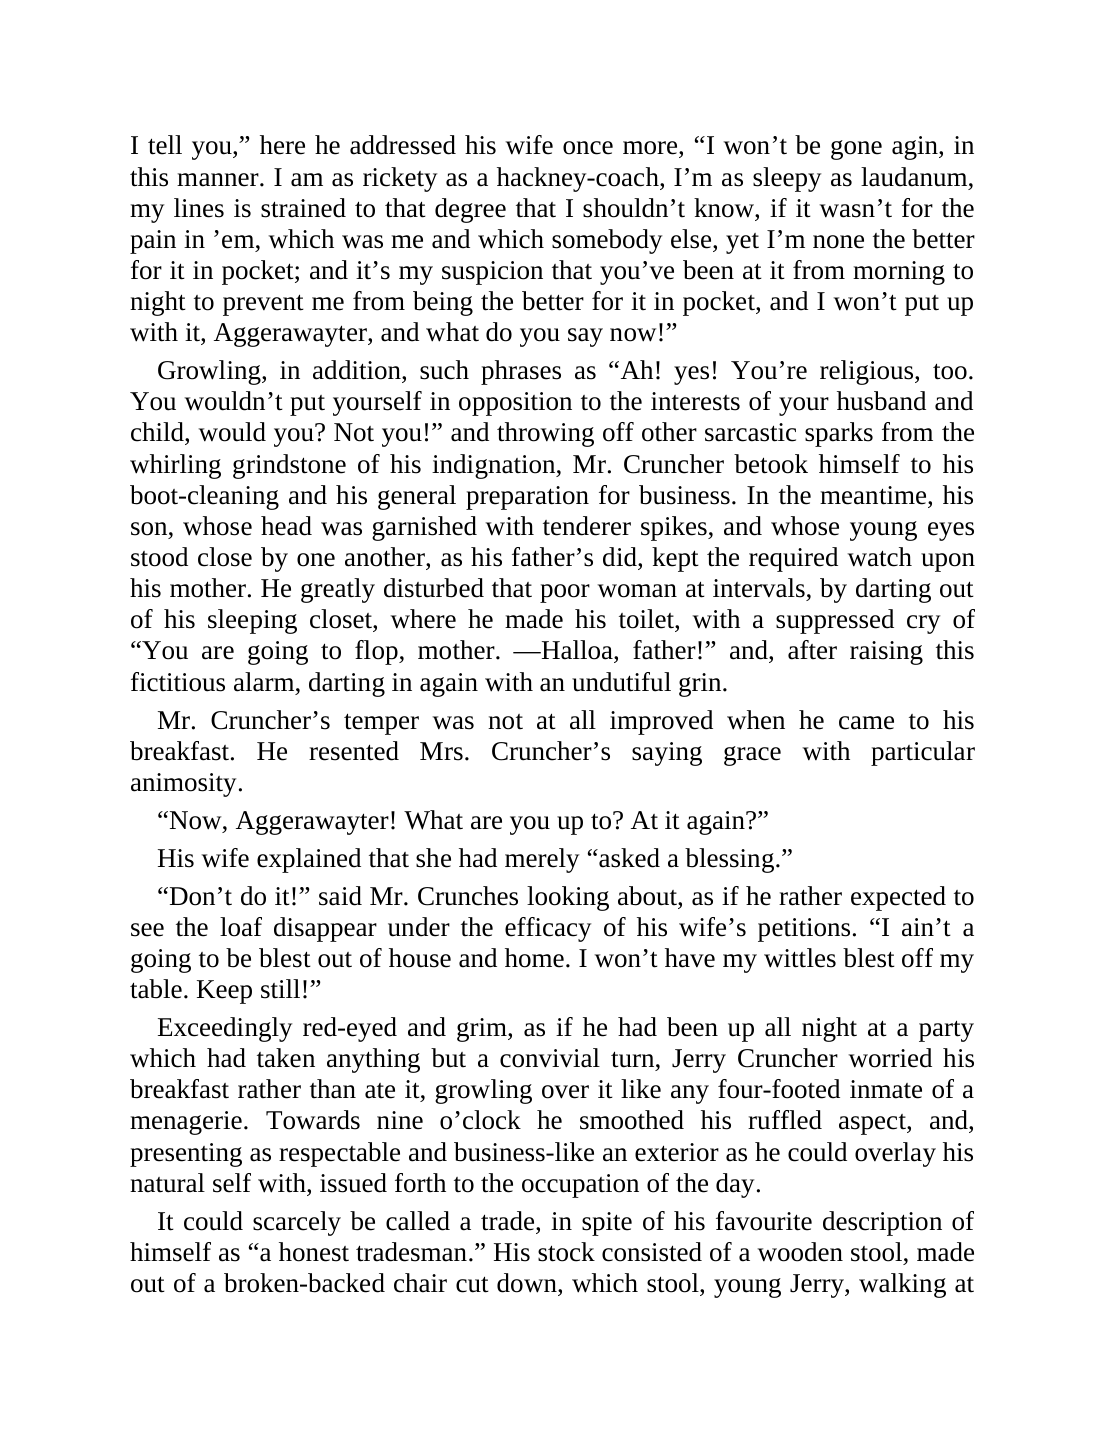 I tell you,” here he addressed his wife once more, “I won’t be gone agin, in
this manner. I am as rickety as a hackney-coach, I’m as sleepy as laudanum,
my lines is strained to that degree that I shouldn’t know, if it wasn’t for the
pain in ’em, which was me and which somebody else, yet I’m none the better
for it in pocket; and it’s my suspicion that you’ve been at it from morning to
night to prevent me from being the better for it in pocket, and I won’t put up
with it, Aggerawayter, and what do you say now!”
Growling, in addition, such phrases as “Ah! yes! You’re religious, too.
You wouldn’t put yourself in opposition to the interests of your husband and
child, would you? Not you!” and throwing off other sarcastic sparks from the
whirling grindstone of his indignation, Mr. Cruncher betook himself to his
boot-cleaning and his general preparation for business. In the meantime, his
son, whose head was garnished with tenderer spikes, and whose young eyes
stood close by one another, as his father’s did, kept the required watch upon
his mother. He greatly disturbed that poor woman at intervals, by darting out
of his sleeping closet, where he made his toilet, with a suppressed cry of
“You are going to flop, mother. —Halloa, father!” and, after raising this
fictitious alarm, darting in again with an undutiful grin.
Mr. Cruncher’s temper was not at all improved when he came to his
breakfast. He resented Mrs. Cruncher’s saying grace with particular
animosity.
“Now, Aggerawayter! What are you up to? At it again?”
His wife explained that she had merely “asked a blessing.”
“Don’t do it!” said Mr. Crunches looking about, as if he rather expected to
see the loaf disappear under the efficacy of his wife’s petitions. “I ain’t a
going to be blest out of house and home. I won’t have my wittles blest off my
table. Keep still!”
Exceedingly red-eyed and grim, as if he had been up all night at a party
which had taken anything but a convivial turn, Jerry Cruncher worried his
breakfast rather than ate it, growling over it like any four-footed inmate of a
menagerie. Towards nine o’clock he smoothed his ruffled aspect, and,
presenting as respectable and business-like an exterior as he could overlay his
natural self with, issued forth to the occupation of the day.
It could scarcely be called a trade, in spite of his favourite description of
himself as “a honest tradesman.” His stock consisted of a wooden stool, made
out of a broken-backed chair cut down, which stool, young Jerry, walking at